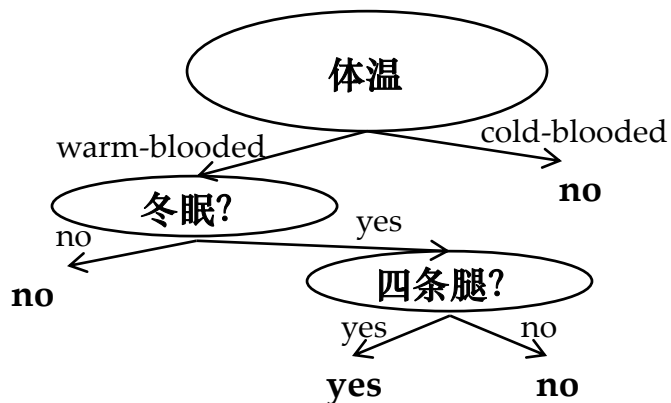 体温
warm-blooded
cold-blooded
no
冬眠?
no
yes
no
四条腿?
yes
no
yes
no